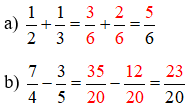 a) 1/2 + 1/3 = 3/6 + 2/6 = 5/6
b) 7/4 − 3/5 = 35/20 − 12/20 = 23/20